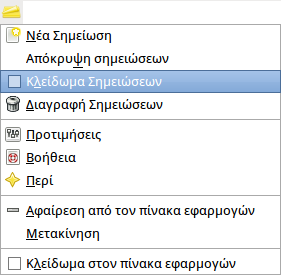 Νέα Σημείωση
Απόκρυψη σημειώσεων
Κλείδωμα Σημειώσεων
Διαγραφή Σημειώσεων
Προτιμήσεις
Βοήθεια
Περί
Αφαίρεση από τον πίνακα εφαρμογών
Μετακίνηση
Κλείδωμα στον πίνακα εφαρμογών